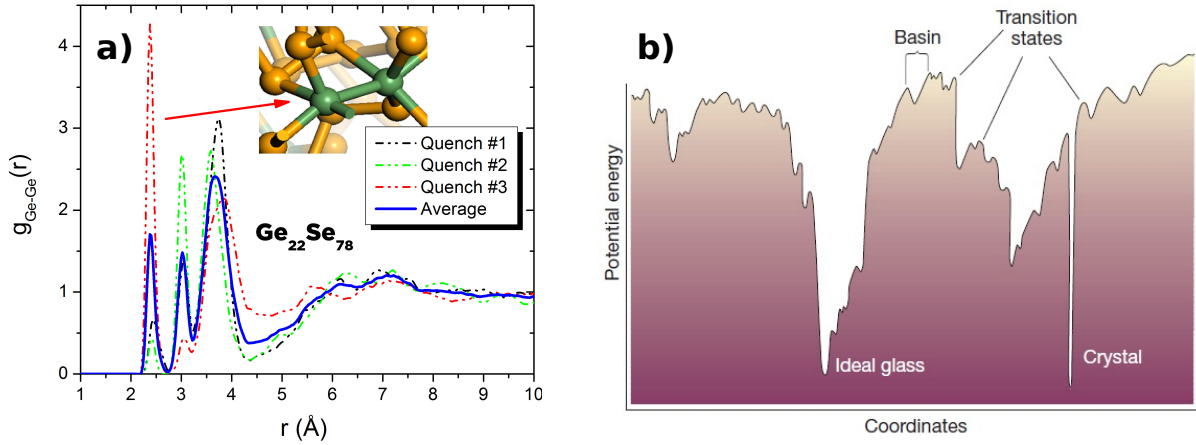 a)
4
3
2
1
0
1 2 3 4 5 6 7 8 9 10
g_Ge-Ge(r)
r (Å)
Quench #1
Quench #2
Quench #3
Average
Ge₂₂Se₇₈
b)
Basin
Transition
states
Potential energy
Ideal glass
Crystal
Coordinates